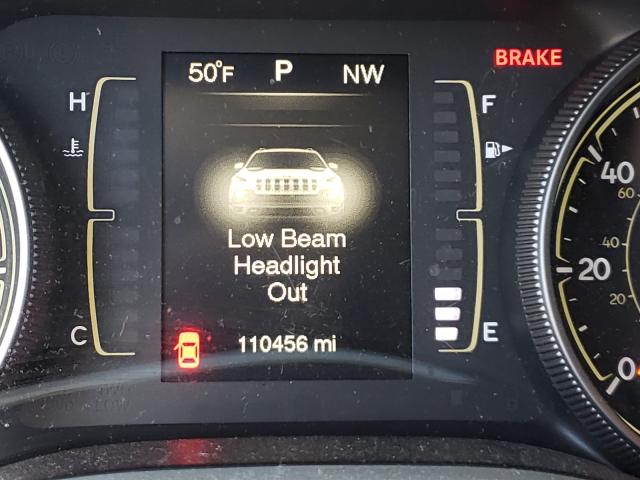 50°F P NW
BRAKE
H
F
C
E
Low Beam
Headlight
Out
110456 mi
40
60
40
20
20
0